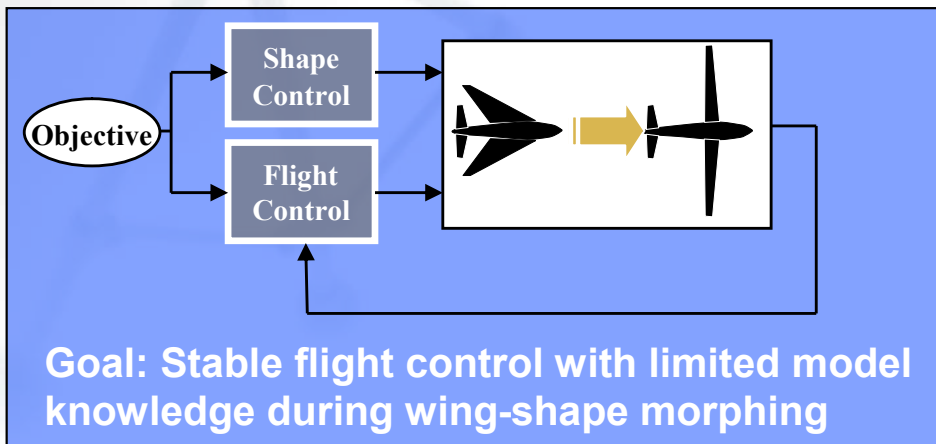 Shape
Control
Objective
Flight
Control
Goal: Stable flight control with limited model
knowledge during wing-shape morphing